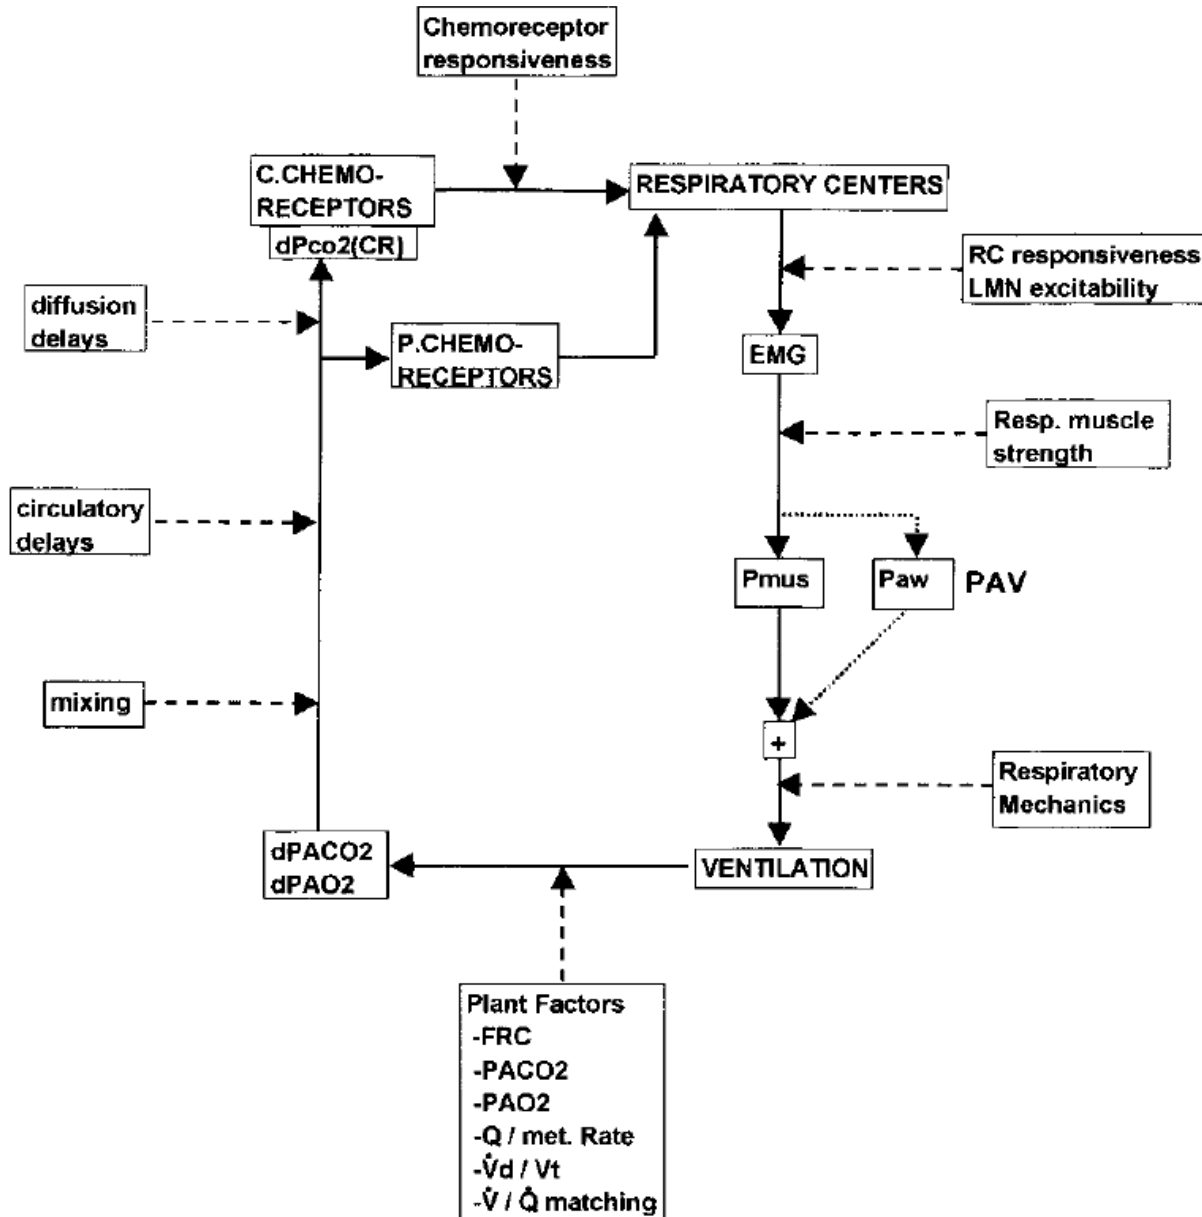 Chemoreceptor
responsiveness
C.CHEMO-
RECEPTORS
dPco2(CR)
RESPIRATORY CENTERS
RC responsiveness
LMN excitability
diffusion
delays
P.CHEMO-
RECEPTORS
EMG
Resp. muscle
strength
circulatory
delays
Pmus
Paw
PAV
mixing
+
Respiratory
Mechanics
dPACO2
dPAO2
VENTILATION
Plant Factors
-FRC
-PACO2
-PAO2
-Q / met. Rate
-V̇d / Vt
-V̇ / Q̇ matching